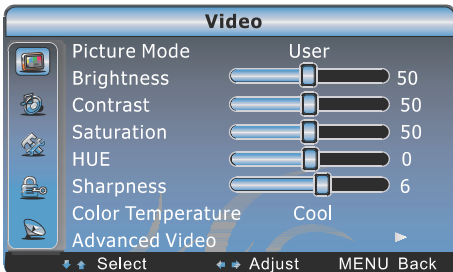 Video
Picture Mode User
Brightness 50
Contrast 50
Saturation 50
HUE 0
Sharpness 6
Color Temperature Cool
Advanced Video
Select Adjust MENU Back